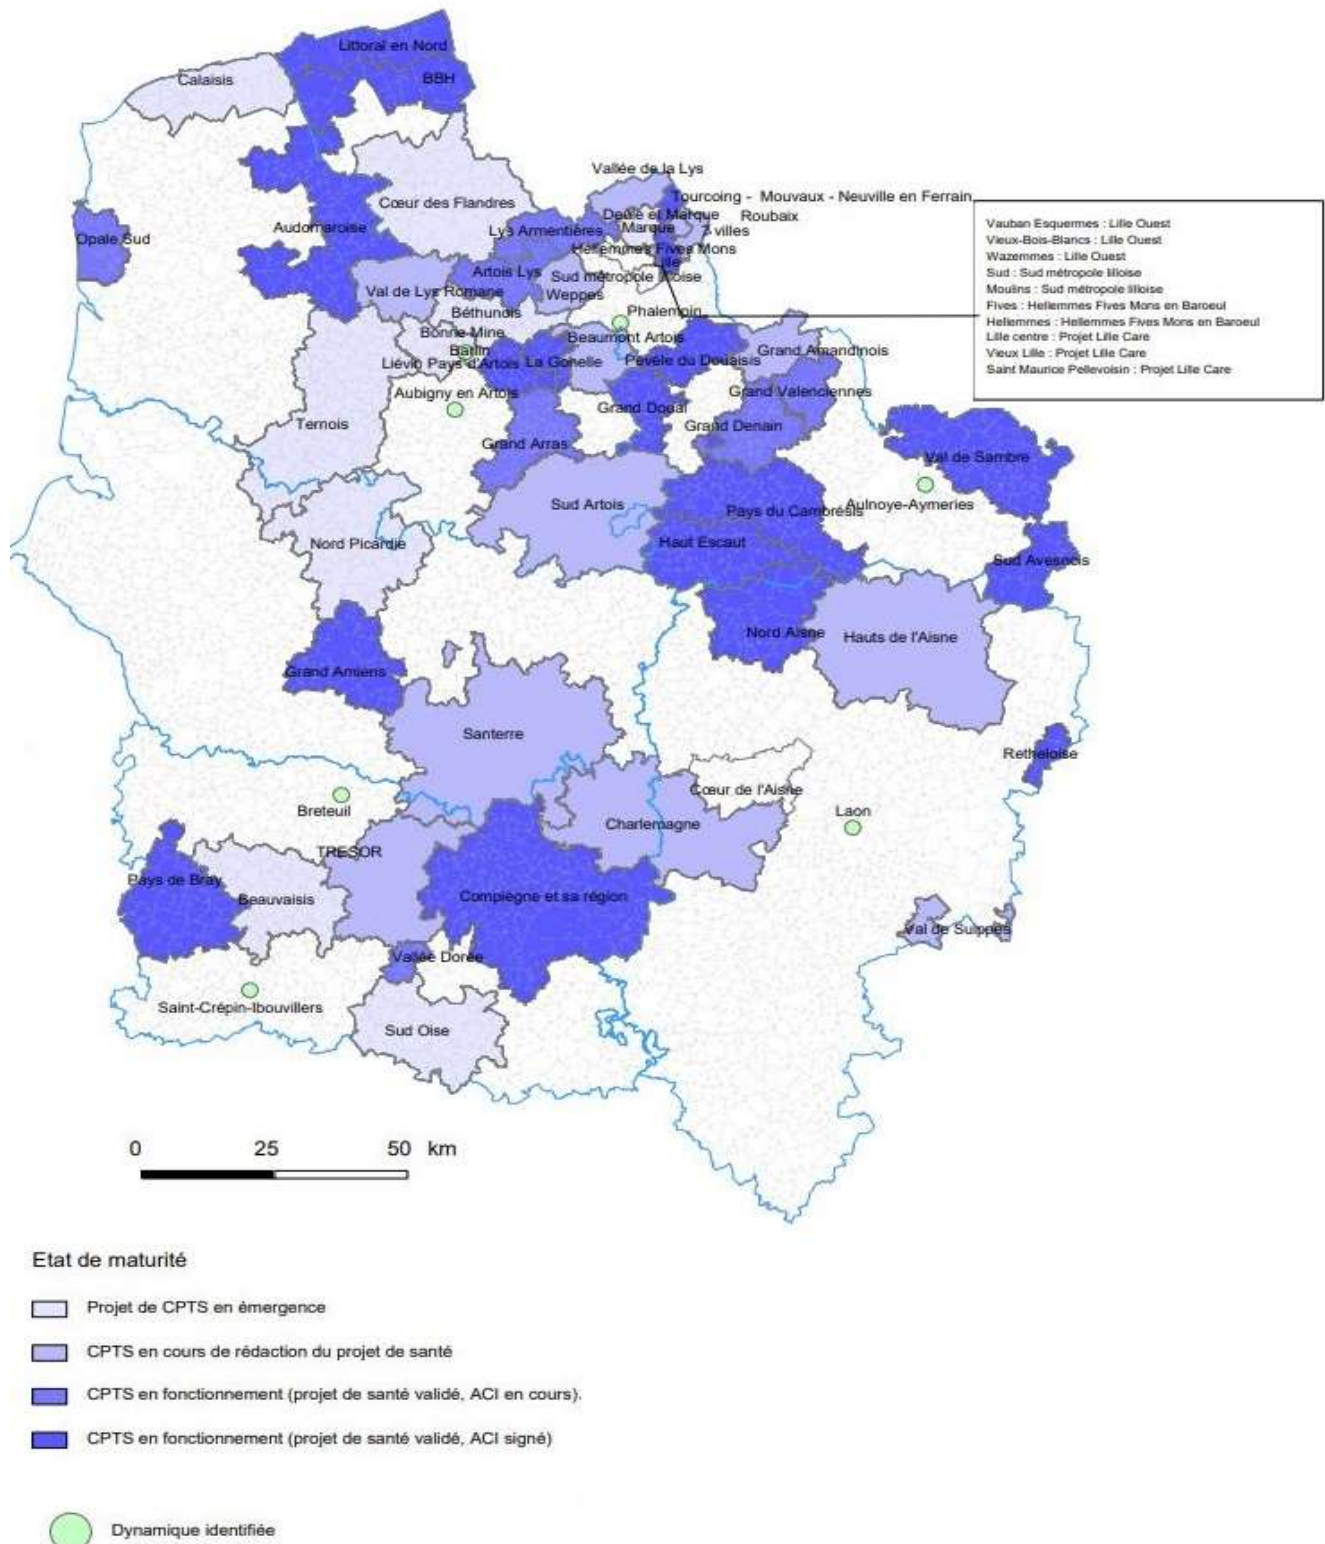 Littoral en Nord
Calaisis
BBH
Vallée de la Lys
Tourcoing - Mouvaux - Neuville en Ferrain
Cœur des Flandres
Deûle et Marque
Roubaix
Opale Sud
Audomaroise
Lys Armentières
Marque
7 villes
Hellemmes Fives Mons
Lille
Artois Lys
Sud métropole lilloise
Val de Lys Romane
Weppes
Béthunois
Phalempin
Bonne Mine
Beaumont Artois
Barlin
Liévin Pays d'Artois
La Gohelle
Pévèle du Douaisis
Grand Amandinois
Aubigny en Artois
Grand Valenciennes
Grand Douai
Ternois
Grand Denain
Grand Arras
Val de Sambre
Sud Artois
Pays du Cambrésis
Aulnoye-Aymeries
Nord Picardie
Haut Escaut
Sud Avesnois
Nord Aisne
Hauts de l'Aisne
Grand Amiens
Santerre
Retheloise
Cœur de l'Aisne
Breteuil
Charlemagne
Laon
TRESOR
Pays de Bray
Beauvaisis
Compiègne et sa région
Val de Suippes
Vallée Dorée
Saint-Crépin-Ibouvillers
Sud Oise
Vauban Esquermes : Lille Ouest
Vieux-Bois-Blancs : Lille Ouest
Wazemmes : Lille Ouest
Sud : Sud métropole lilloise
Moulins : Sud métropole lilloise
Fives : Hellemmes Fives Mons en Baroeul
Hellemmes : Hellemmes Fives Mons en Baroeul
Lille centre : Projet Lille Care
Vieux Lille : Projet Lille Care
Saint Maurice Pellevoisin : Projet Lille Care
0 25 50 km
Etat de maturité
Projet de CPTS en émergence
CPTS en cours de rédaction du projet de santé
CPTS en fonctionnement (projet de santé validé, ACI en cours).
CPTS en fonctionnement (projet de santé validé, ACI signé)
Dynamique identifiée